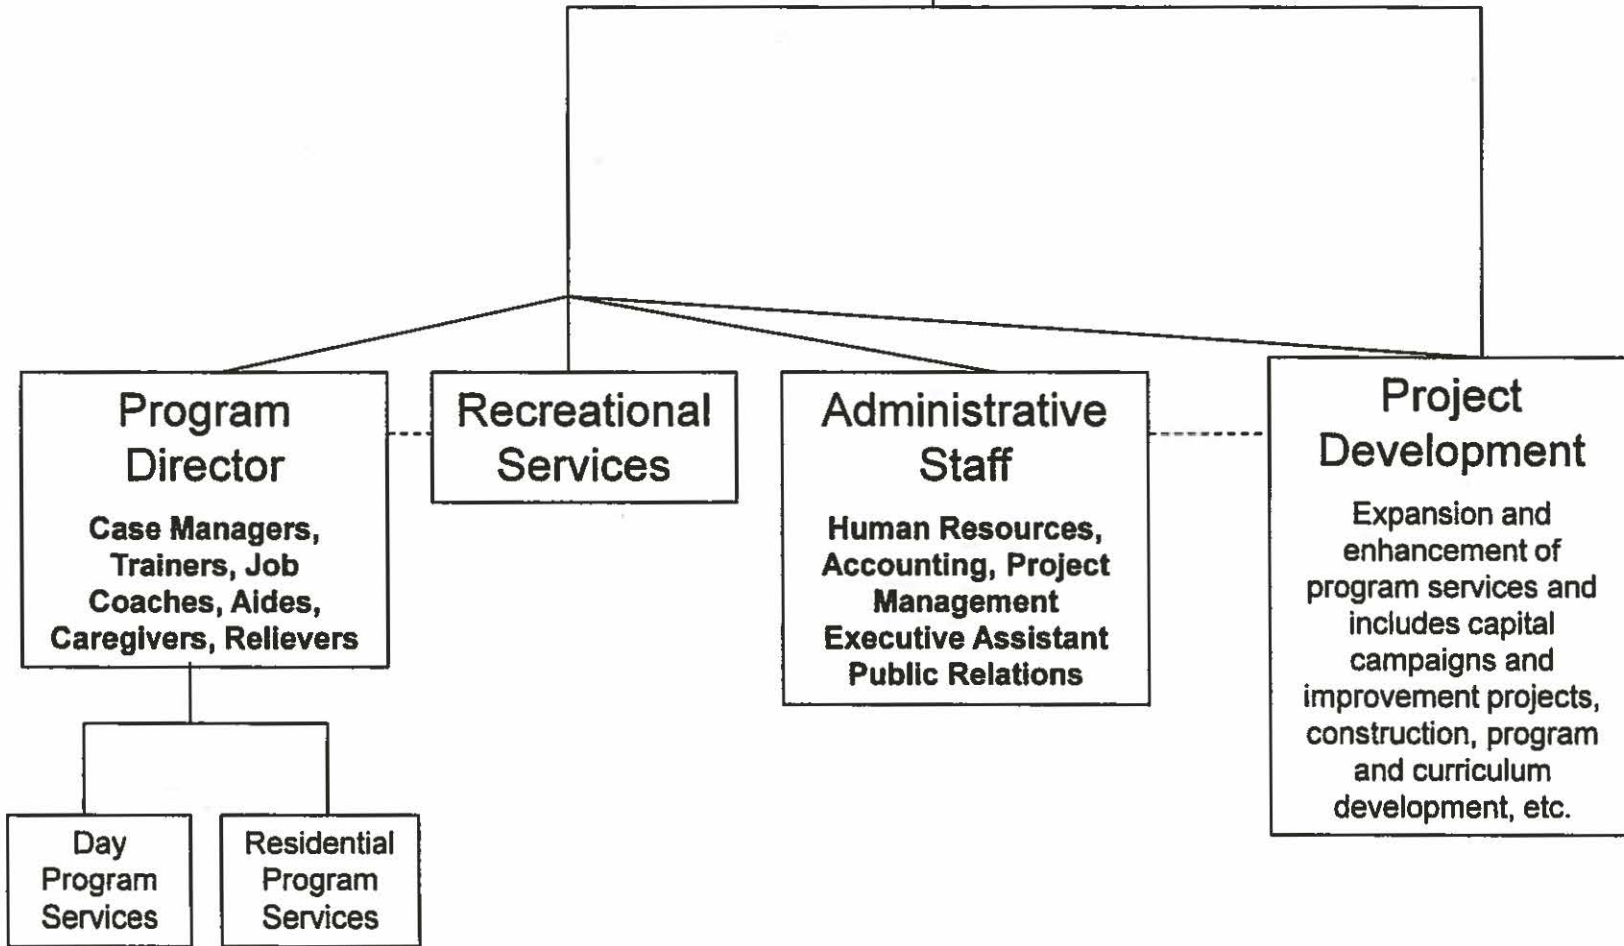 Program
Director
Case Managers,
Trainers, Job
Coaches, Aides,
Caregivers, Relievers
Recreational
Services
Administrative
Staff
Human Resources,
Accounting, Project
Management
Executive Assistant
Public Relations
Project
Development
Expansion and
enhancement of
program services and
includes capital
campaigns and
improvement projects,
construction, program
and curriculum
development, etc.
Day
Program
Services
Residential
Program
Services